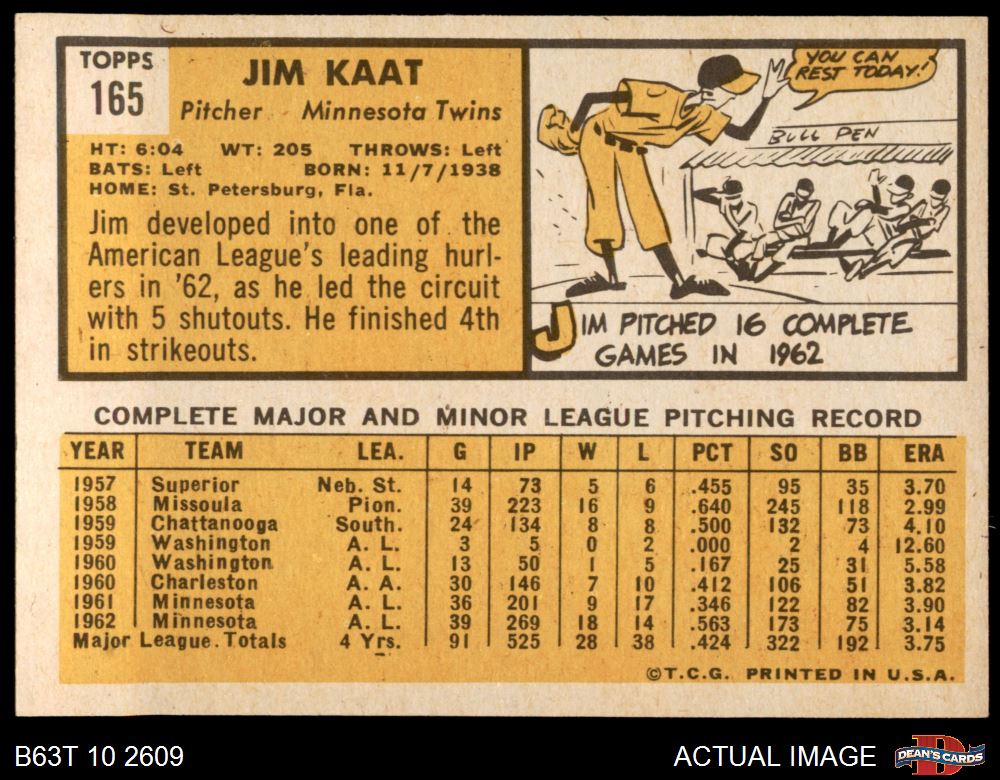 TOPPS
165
JIM KAAT
Pitcher Minnesota Twins
HT: 6:04 WT: 205 THROWS: Left
BATS: Left BORN: 11/7/1938
HOME: St. Petersburg, Fla.
Jim developed into one of the
American League's leading hurl-
ers in '62, as he led the circuit
with 5 shutouts. He finished 4th
in strikeouts.
YOU CAN
REST TODAY!
BULL PEN
JIM PITCHED 16 COMPLETE
GAMES IN 1962
COMPLETE MAJOR AND MINOR LEAGUE PITCHING RECORD
YEAR TEAM LEA. G IP W L PCT SO BB ERA
1957 Superior Neb. St. 14 73 5 6 .455 95 35 3.70
1958 Missoula Pion. 39 223 16 9 .640 245 118 2.99
1959 Chattanooga South. 24 134 8 8 .500 132 73 4.10
1959 Washington A. L. 3 5 0 2 .000 2 4 12.60
1960 Washington A. L. 13 50 1 5 .167 25 31 5.58
1960 Charleston A. A. 30 146 7 10 .412 106 51 3.82
1961 Minnesota A. L. 36 201 9 17 .346 122 82 3.90
1962 Minnesota A. L. 39 269 18 14 .563 173 75 3.14
Major League Totals 4 Yrs. 91 525 28 38 .424 322 192 3.75
©T.C.G. PRINTED IN U.S.A.
B63T 10 2609
ACTUAL IMAGE
D
DEAN'S CARDS